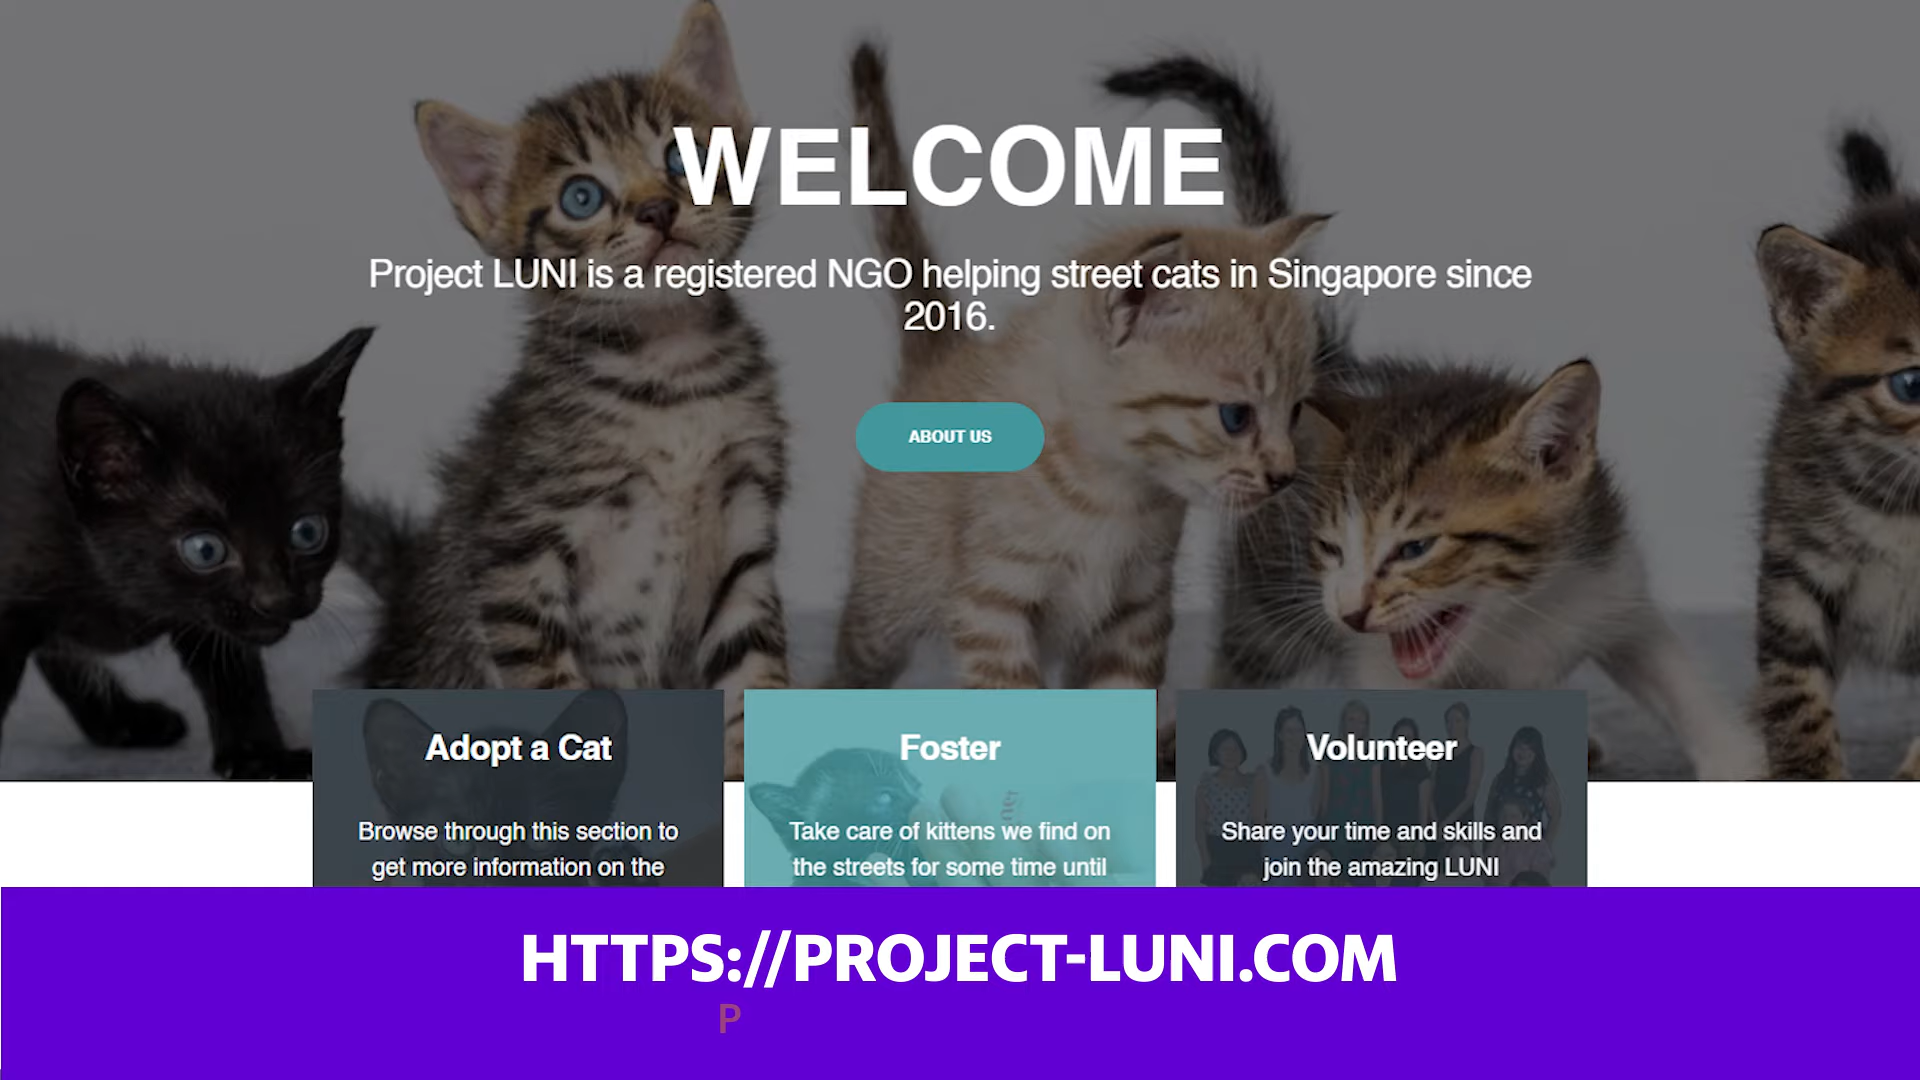 WELCOME
Project LUNI is a registered NGO helping street cats in Singapore since
2016.
ABOUT US
Adopt a Cat
Browse through this section to
get more information on the
Foster
Take care of kittens we find on
the streets for some time until
Volunteer
Share your time and skills and
join the amazing LUNI
HTTPS://PROJECT-LUNI.COM
P